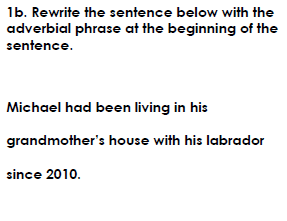 1b. Rewrite the sentence below with the
adverbial phrase at the beginning of the
sentence.
Michael had been living in his
grandmother's house with his labrador
since 2010.